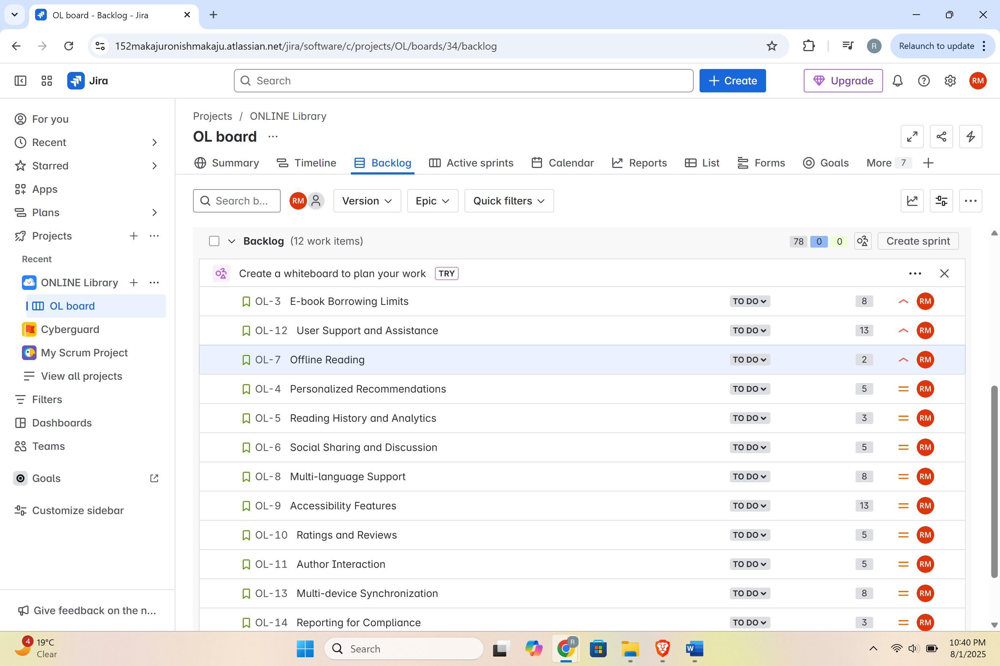 OL board - Backlog - Jira
152makajuronishmakaju.atlassian.net/jira/software/c/projects/OL/boards/34/backlog
R
Relaunch to update
Jira
Search
Create
Upgrade
RM
For you
Recent
Starred
Apps
Plans
Projects
Recent
ONLINE Library
OL board
Cyberguard
My Scrum Project
View all projects
Filters
Dashboards
Teams
Goals
Customize sidebar
Give feedback on the n...
Projects / ONLINE Library
OL board
Summary Timeline Backlog Active sprints Calendar Reports List Forms Goals More 7
Search b... RM Version Epic Quick filters
Backlog (12 work items) 78 0 0 Create sprint
Create a whiteboard to plan your work TRY
OL-3 E-book Borrowing Limits TO DO 8 RM
OL-12 User Support and Assistance TO DO 13 RM
OL-7 Offline Reading TO DO 2 RM
OL-4 Personalized Recommendations TO DO 5 RM
OL-5 Reading History and Analytics TO DO 3 RM
OL-6 Social Sharing and Discussion TO DO 5 RM
OL-8 Multi-language Support TO DO 8 RM
OL-9 Accessibility Features TO DO 13 RM
OL-10 Ratings and Reviews TO DO 5 RM
OL-11 Author Interaction TO DO 5 RM
OL-13 Multi-device Synchronization TO DO 8 RM
OL-14 Reporting for Compliance TO DO 3 RM
4
19°C
Clear
Search
R
W
10:40 PM
8/1/2025